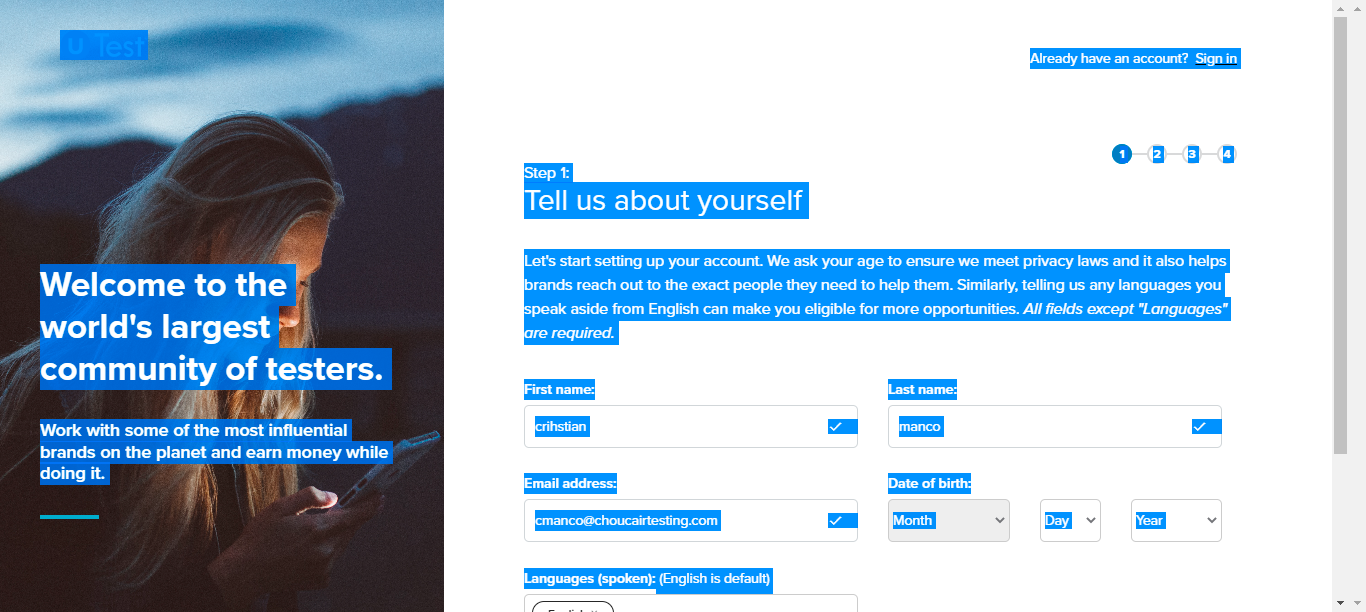 u Test
Already have an account? Sign in
1 2 3 4
Step 1:
Tell us about yourself
Welcome to the
world's largest
community of testers.
Work with some of the most influential
brands on the planet and earn money while
doing it.
Let's start setting up your account. We ask your age to ensure we meet privacy laws and it also helps
brands reach out to the exact people they need to help them. Similarly, telling us any languages you
speak aside from English can make you eligible for more opportunities. All fields except "Languages"
are required.
First name: Last name:
crihstian manco
Email address: Date of birth:
cmanco@choucairtesting.com Month Day Year
Languages (spoken): (English is default)